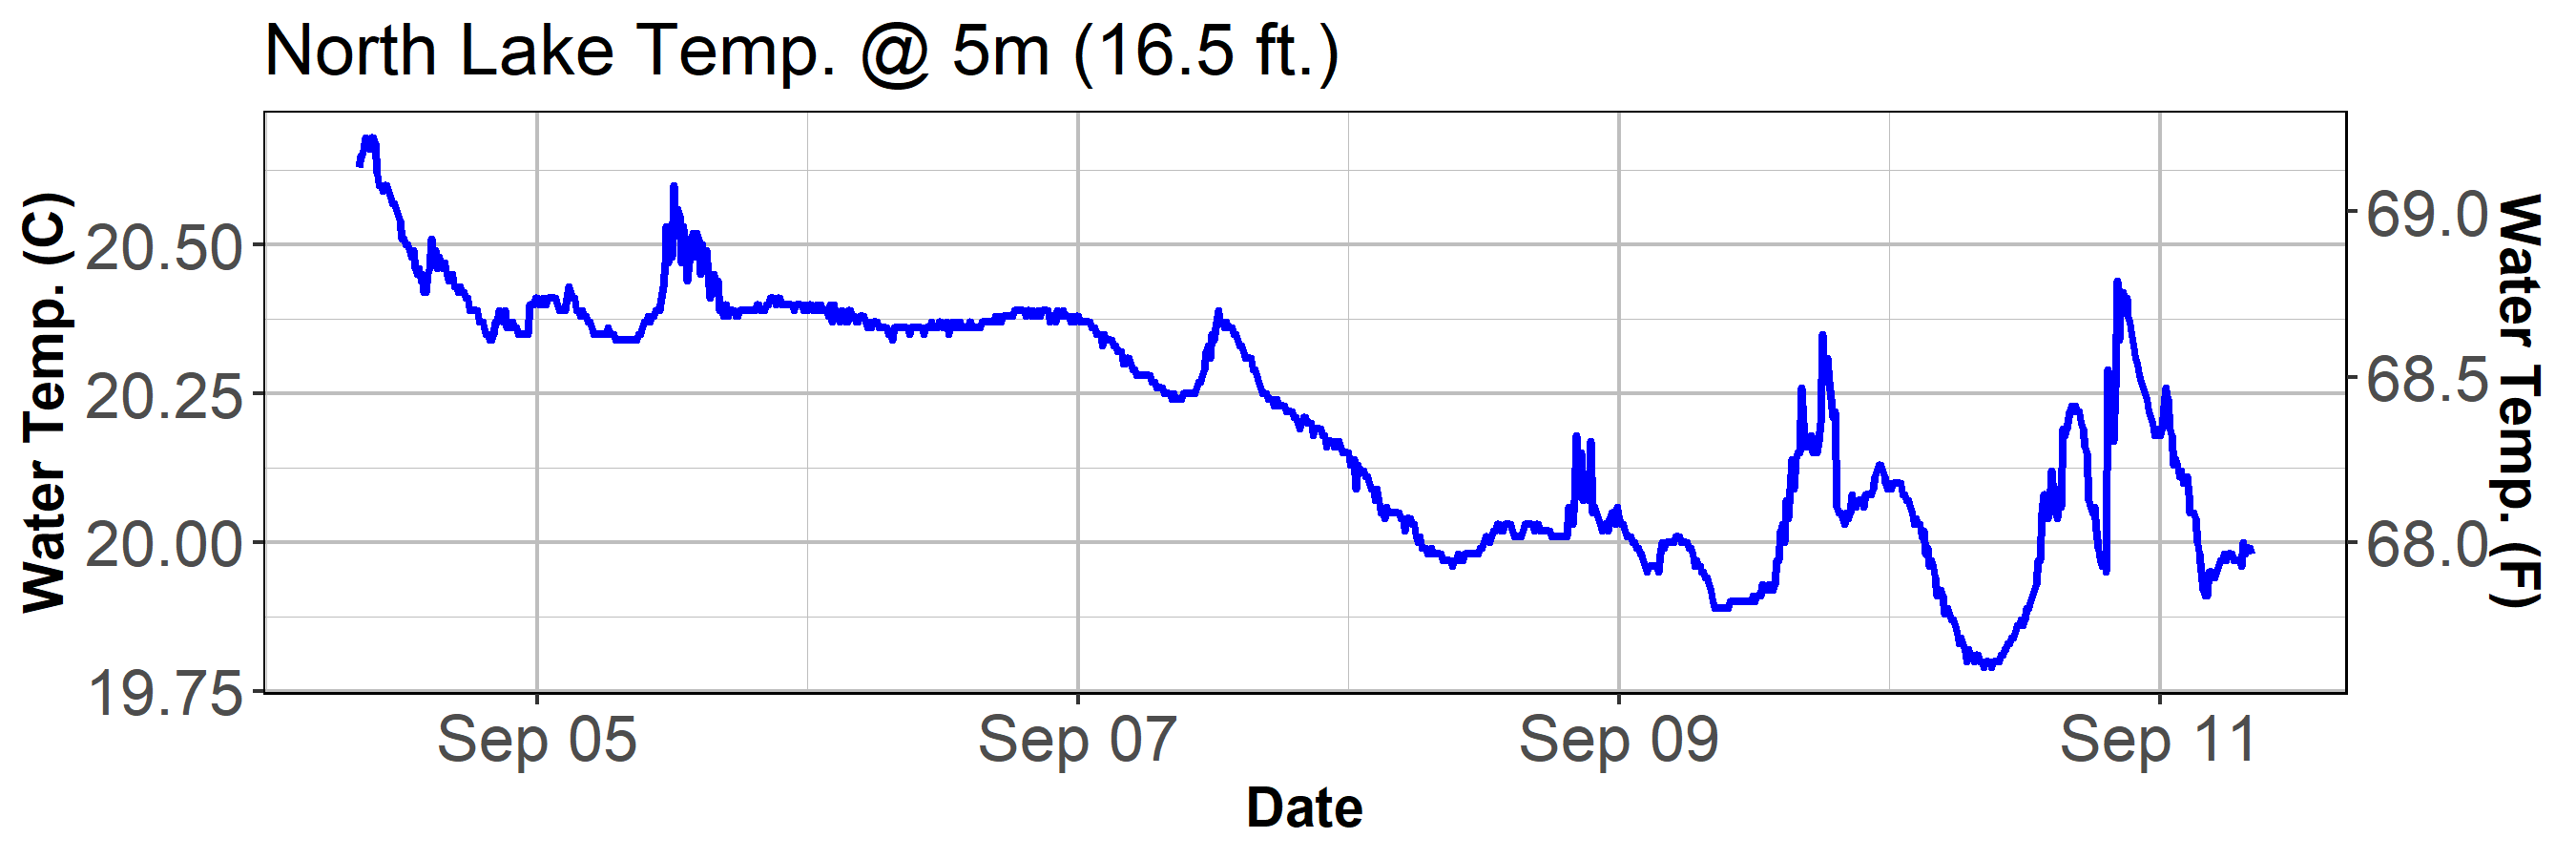 North Lake Temp. @ 5m (16.5 ft.)
Water Temp. (C)
20.50
20.25
20.00
19.75
69.0
68.5
68.0
Water Temp. (F)
Sep 05 Sep 07 Sep 09 Sep 11
Date